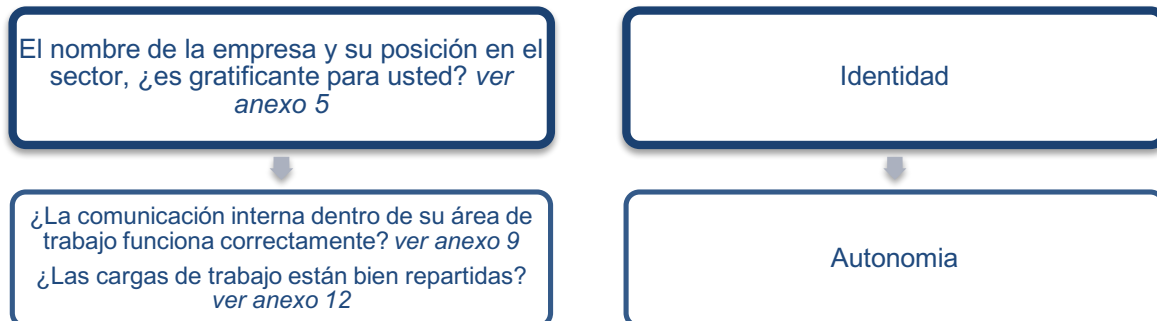 El nombre de la empresa y su posición en el
sector, ¿es gratificante para usted? ver
anexo 5
Identidad
¿La comunicación interna dentro de su área de
trabajo funciona correctamente? ver anexo 9
¿Las cargas de trabajo están bien repartidas?
ver anexo 12
Autonomia